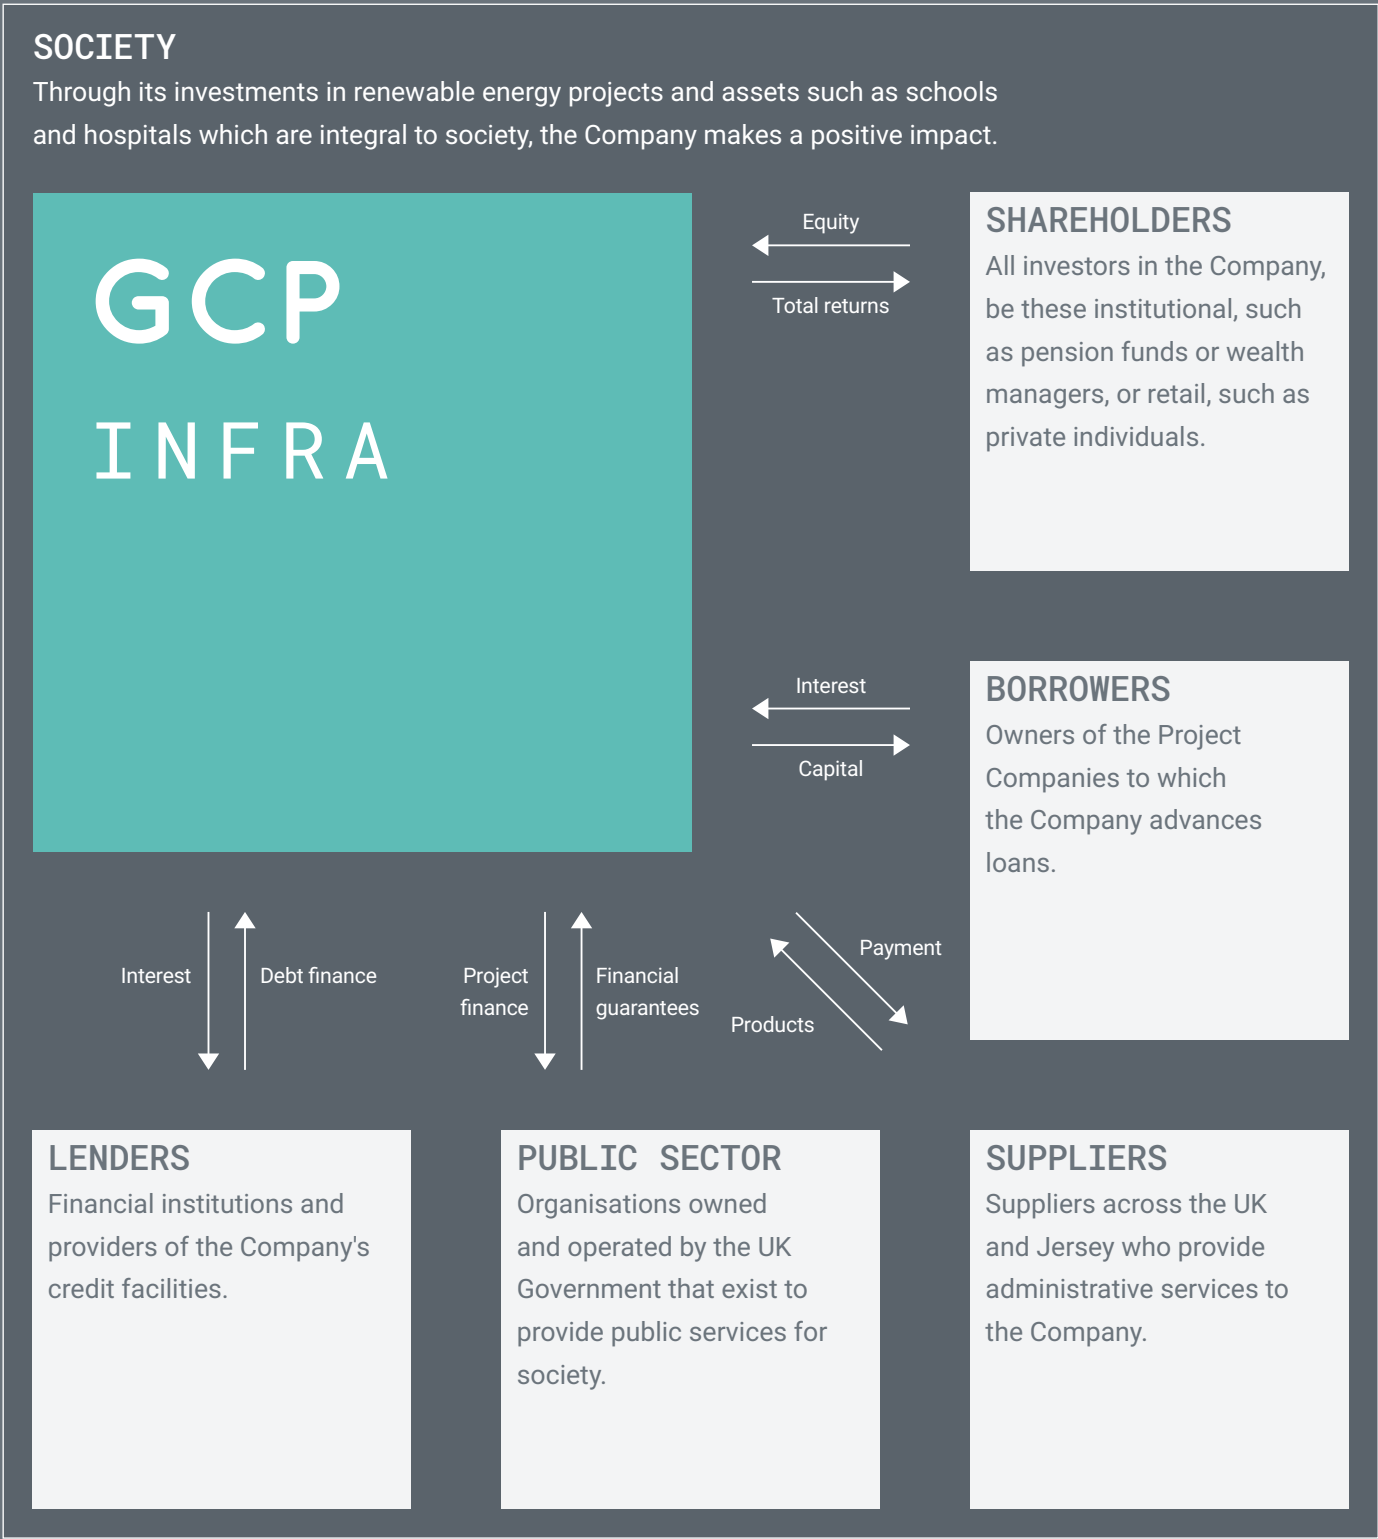 SOCIETY
Through its investments in renewable energy projects and assets such as schools
and hospitals which are integral to society, the Company makes a positive impact.
GCP
INFRA
Equity
Total returns
SHAREHOLDERS
All investors in the Company,
be these institutional, such
as pension funds or wealth
managers, or retail, such as
private individuals.
Interest
Capital
BORROWERS
Owners of the Project
Companies to which
the Company advances
loans.
Interest
Debt finance
Project
finance
Financial
guarantees
Payment
Products
LENDERS
Financial institutions and
providers of the Company's
credit facilities.
PUBLIC SECTOR
Organisations owned
and operated by the UK
Government that exist to
provide public services for
society.
SUPPLIERS
Suppliers across the UK
and Jersey who provide
administrative services to
the Company.